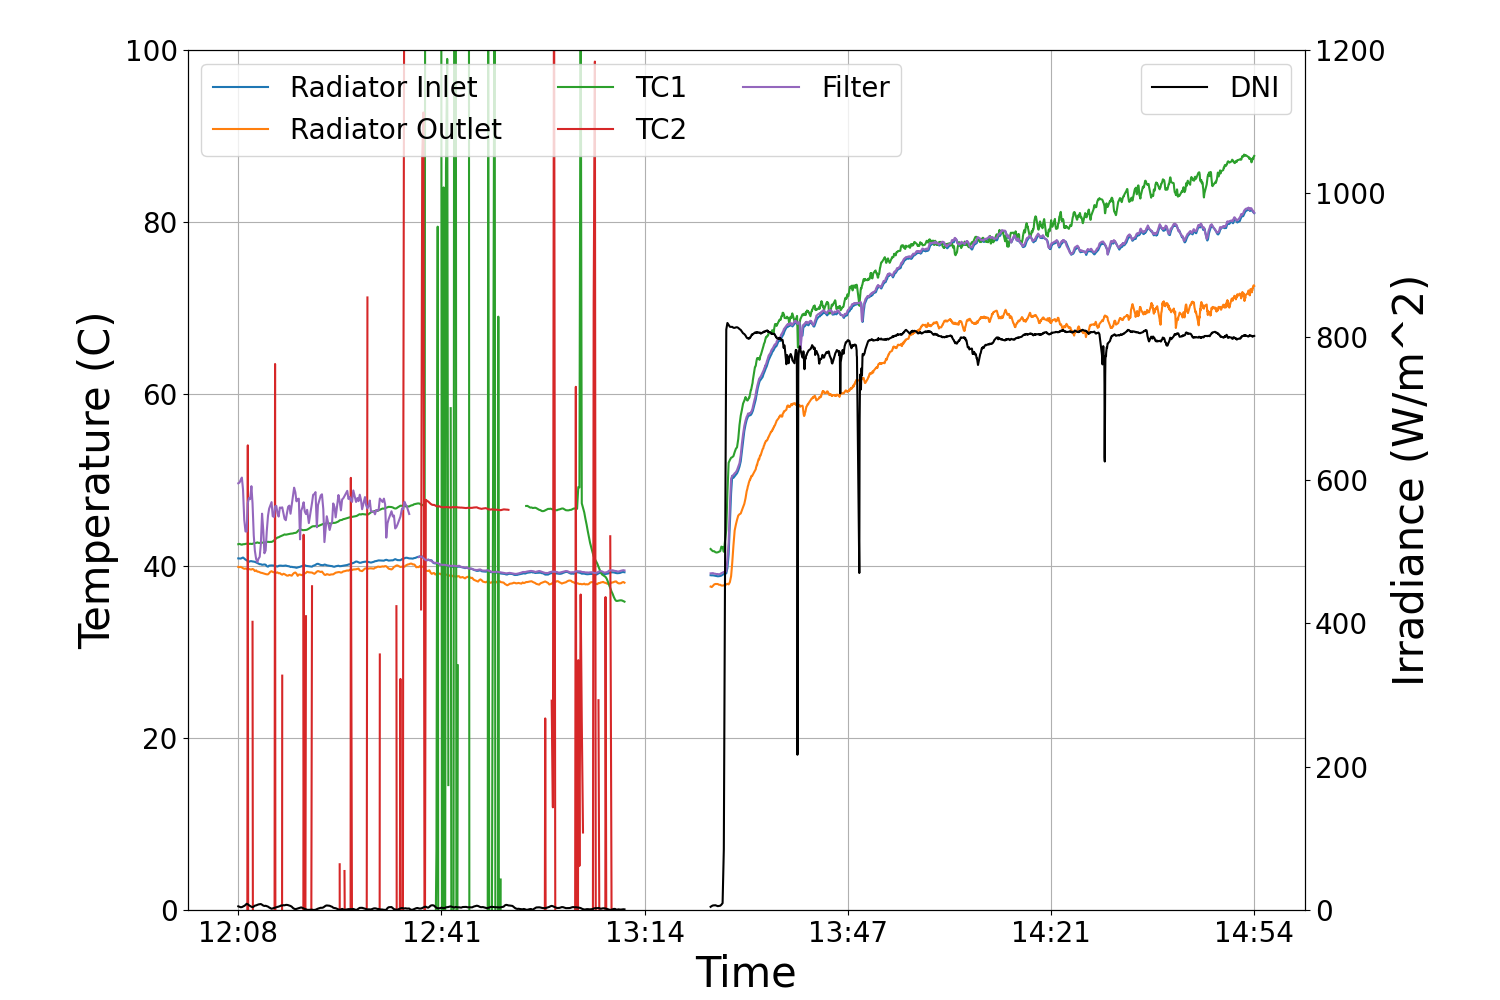 Radiator Inlet
Radiator Outlet
TC1
TC2
Filter
DNI
100
80
60
40
20
0
Temperature (C)
1200
1000
800
600
400
200
0
Irradiance (W/m^2)
12:08 12:41 13:14 13:47 14:21 14:54
Time